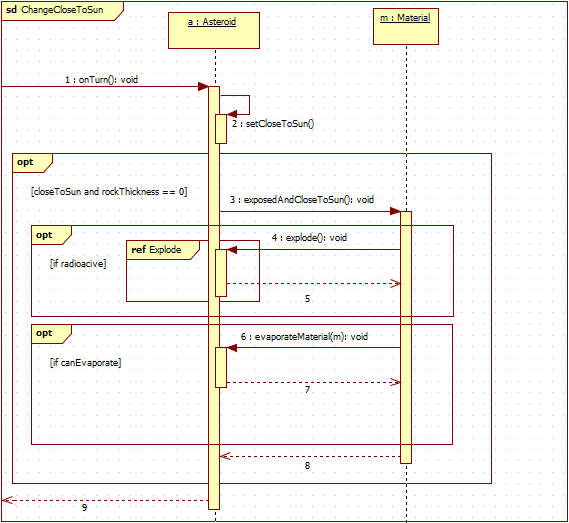 sd ChangeCloseToSun
a : Asteroid
m : Material
1 : onTurn(): void
2 : setCloseToSun()
opt
[closeToSun and rockThickness == 0]
3 : exposedAndCloseToSun(): void
opt
4 : explode(): void
ref Explode
[if radioacive]
5
opt
6 : evaporateMaterial(m): void
[if canEvaporate]
7
8
9